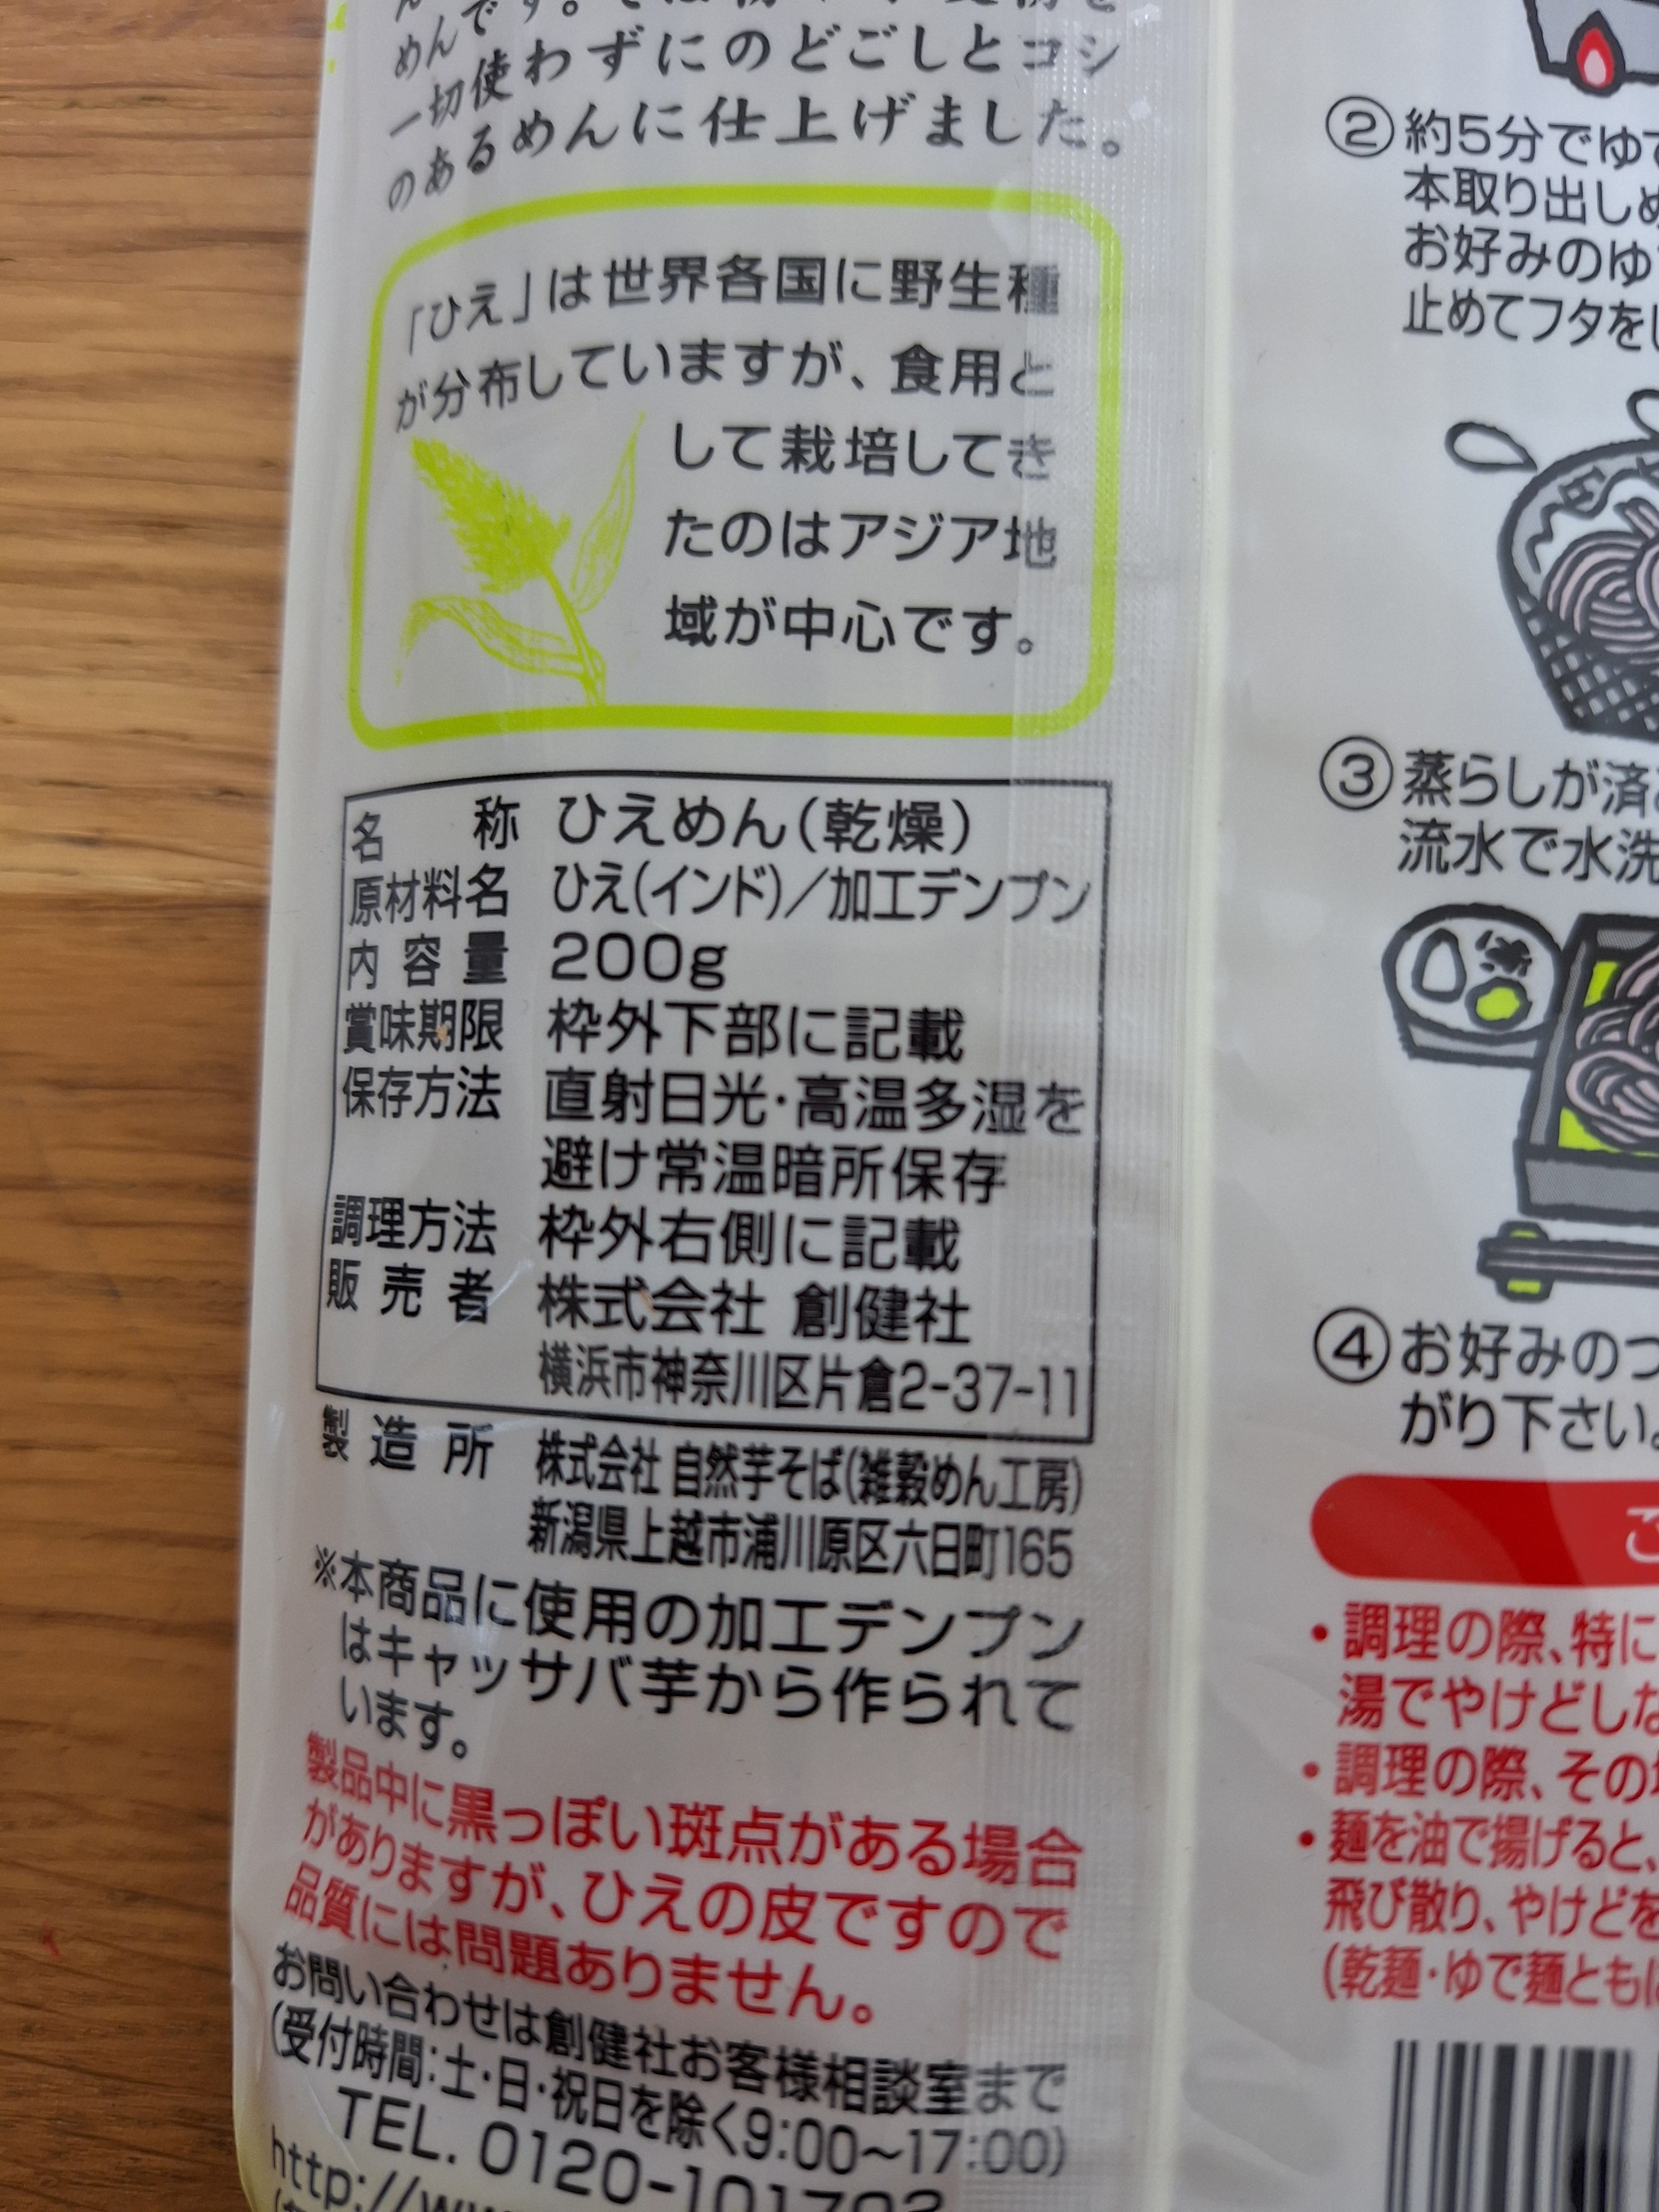 めんです。
一切使わずにのどごしとコシ
のあるめんに仕上げました。
「ひえ」は世界各国に野生種
が分布していますが、食用と
して栽培してき
たのはアジア地
域が中心です。
名称 ひえめん(乾燥)
原材料名 ひえ(インド)/加工デンプン
内容量 200g
賞味期限 枠外下部に記載
保存方法 直射日光・高温多湿を
避け常温暗所保存
調理方法 枠外右側に記載
販売者 株式会社 創健社
横浜市神奈川区片倉2-37-11
製造所 株式会社 自然芋そば(雑穀めん工房)
新潟県上越市浦川原区六日町165
※本商品に使用の加工デンプン
はキャッサバ芋から作られて
います。
製品中に黒っぽい斑点がある場合
がありますが、ひえの皮ですので
品質には問題ありません。
お問い合わせは創健社お客様相談室まで
(受付時間:土・日・祝日を除く9:00~17:00)
TEL. 0120-101702
http://ww
②約5分でゆで
本取り出しめ
お好みのゆ
止めてフタをし
③蒸らしが済
流水で水洗
④お好みのつ
がり下さい。
・調理の際、特に
湯でやけどしな
・調理の際、その
・麺を油で揚げると、
飛び散り、やけどを
(乾麺・ゆで麺ともに